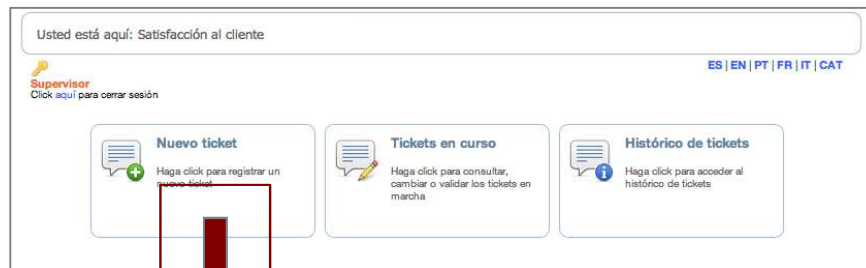 Usted está aquí: Satisfacción al cliente
ES | EN | PT | FR | IT | CAT
Supervisor
Click aquí para cerrar sesión
Nuevo ticket
Haga click para registrar un
nuevo ticket
Tickets en curso
Haga click para consultar,
cambiar o validar los tickets en
marcha
Histórico de tickets
Haga click para acceder al
histórico de tickets